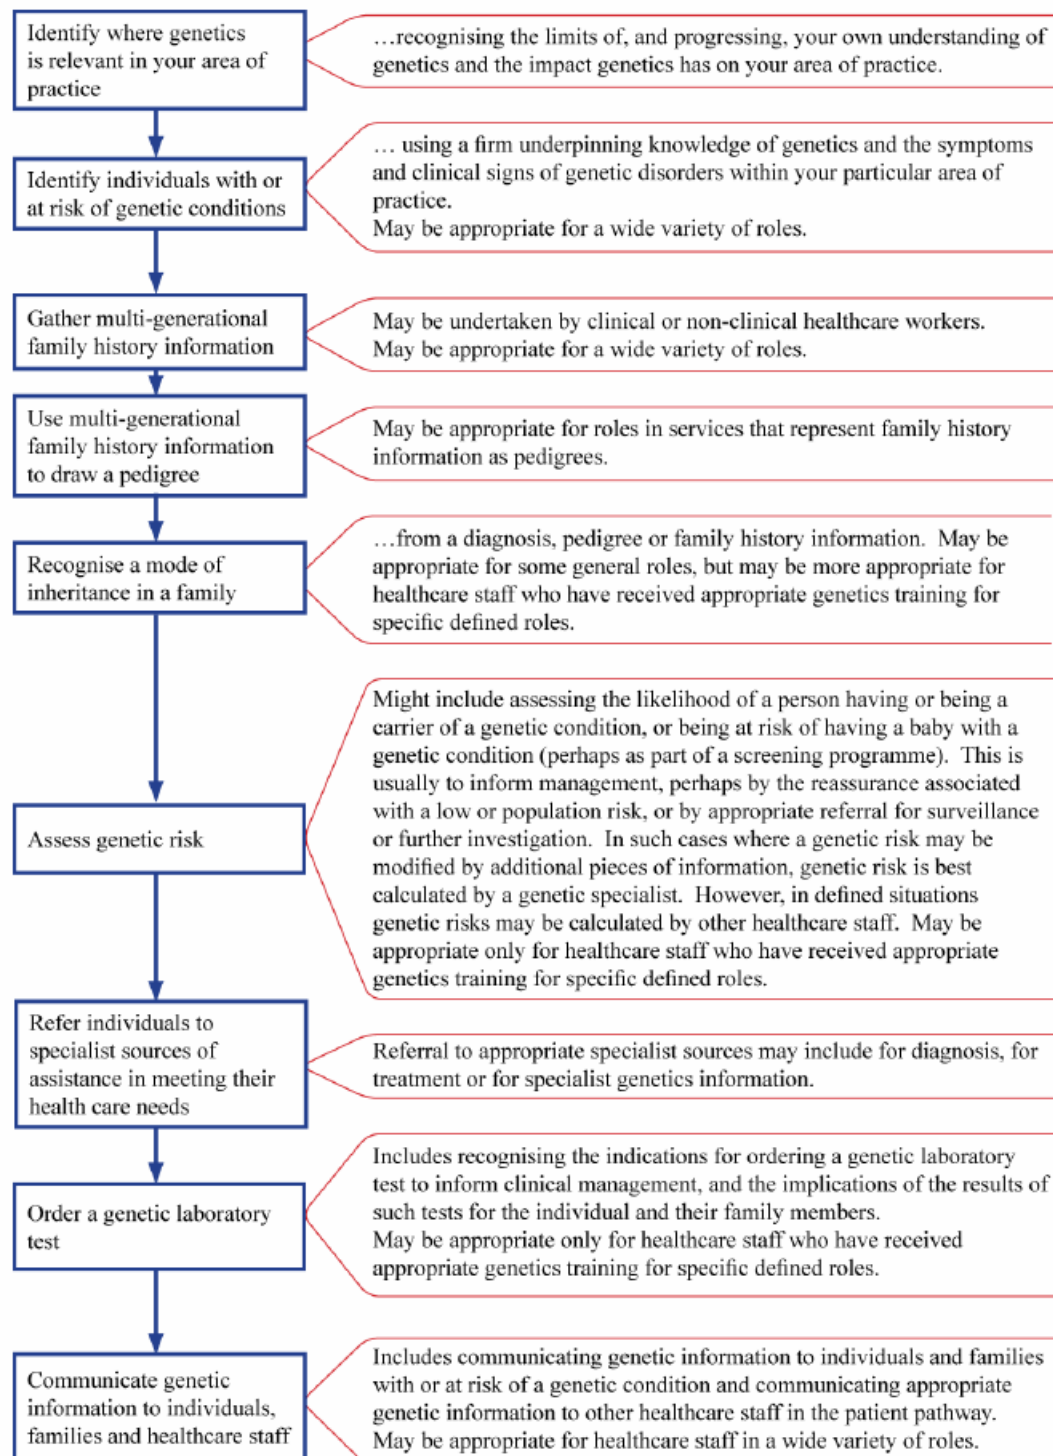 Identify where genetics
is relevant in your area of
practice
…recognising the limits of, and progressing, your own understanding of
genetics and the impact genetics has on your area of practice.
Identify individuals with or
at risk of genetic conditions
… using a firm underpinning knowledge of genetics and the symptoms
and clinical signs of genetic disorders within your particular area of
practice.
May be appropriate for a wide variety of roles.
Gather multi-generational
family history information
May be undertaken by clinical or non-clinical healthcare workers.
May be appropriate for a wide variety of roles.
Use multi-generational
family history information
to draw a pedigree
May be appropriate for roles in services that represent family history
information as pedigrees.
Recognise a mode of
inheritance in a family
…from a diagnosis, pedigree or family history information. May be
appropriate for some general roles, but may be more appropriate for
healthcare staff who have received appropriate genetics training for
specific defined roles.
Assess genetic risk
Might include assessing the likelihood of a person having or being a
carrier of a genetic condition, or being at risk of having a baby with a
genetic condition (perhaps as part of a screening programme). This is
usually to inform management, perhaps by the reassurance associated
with a low or population risk, or by appropriate referral for surveillance
or further investigation. In such cases where a genetic risk may be
modified by additional pieces of information, genetic risk is best
calculated by a genetic specialist. However, in defined situations
genetic risks may be calculated by other healthcare staff. May be
appropriate only for healthcare staff who have received appropriate
genetics training for specific defined roles.
Refer individuals to
specialist sources of
assistance in meeting their
health care needs
Referral to appropriate specialist sources may include for diagnosis, for
treatment or for specialist genetics information.
Order a genetic laboratory
test
Includes recognising the indications for ordering a genetic laboratory
test to inform clinical management, and the implications of the results of
such tests for the individual and their family members.
May be appropriate only for healthcare staff who have received
appropriate genetics training for specific defined roles.
Communicate genetic
information to individuals,
families and healthcare staff
Includes communicating genetic information to individuals and families
with or at risk of a genetic condition and communicating appropriate
genetic information to other healthcare staff in the patient pathway.
May be appropriate for healthcare staff in a wide variety of roles.